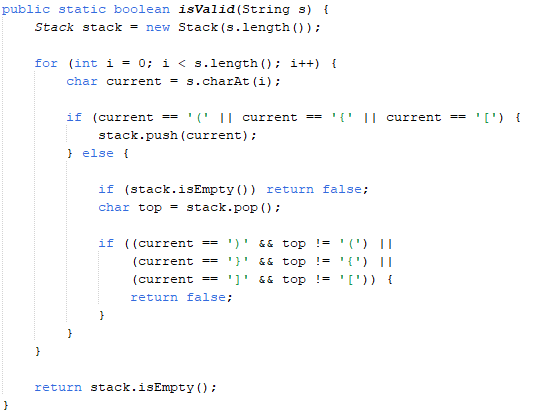 public static boolean isValid(String s) {
    Stack stack = new Stack(s.length());

    for (int i = 0; i < s.length(); i++) {
        char current = s.charAt(i);

        if (current == '(' || current == '{' || current == '[') {
            stack.push(current);
        } else {

            if (stack.isEmpty()) return false;
            char top = stack.pop();

            if ((current == ')' && top != '(') ||
                (current == '}' && top != '{') ||
                (current == ']' && top != '[')) {
                return false;
            }
        }
    }

    return stack.isEmpty();
}